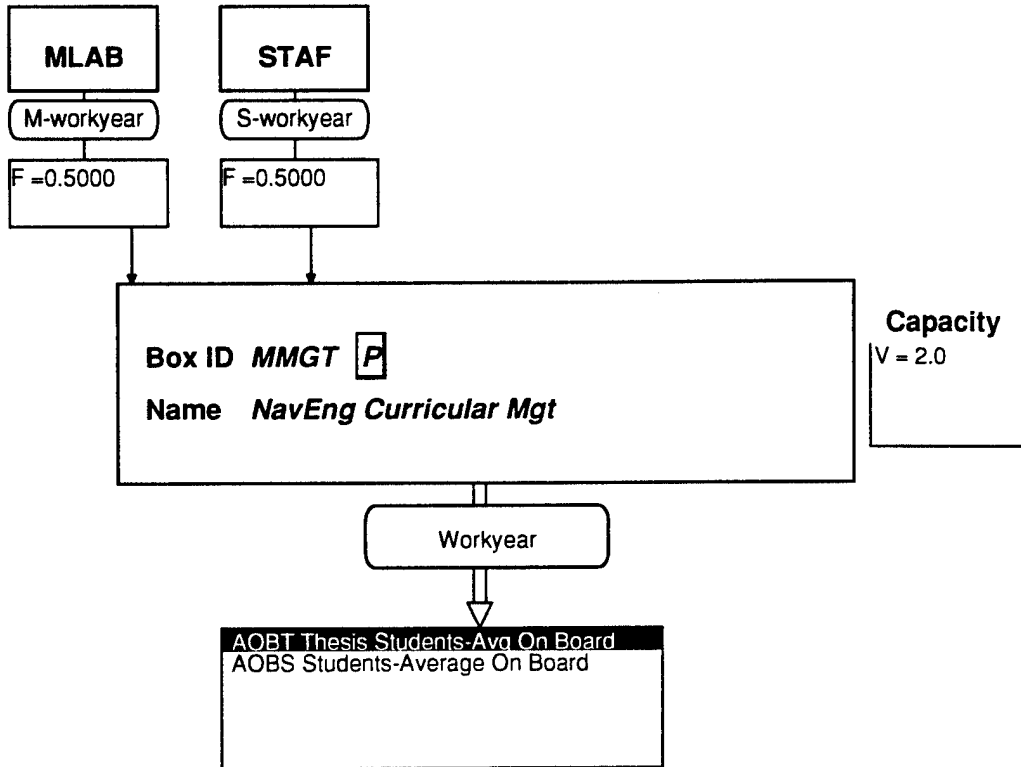 MLAB
STAF
M-workyear
S-workyear
F =0.5000
F =0.5000
Capacity
V = 2.0
Box ID MMGT P
Name NavEng Curricular Mgt
Workyear
AOBT Thesis Students-Avg On Board
AOBS Students-Average On Board